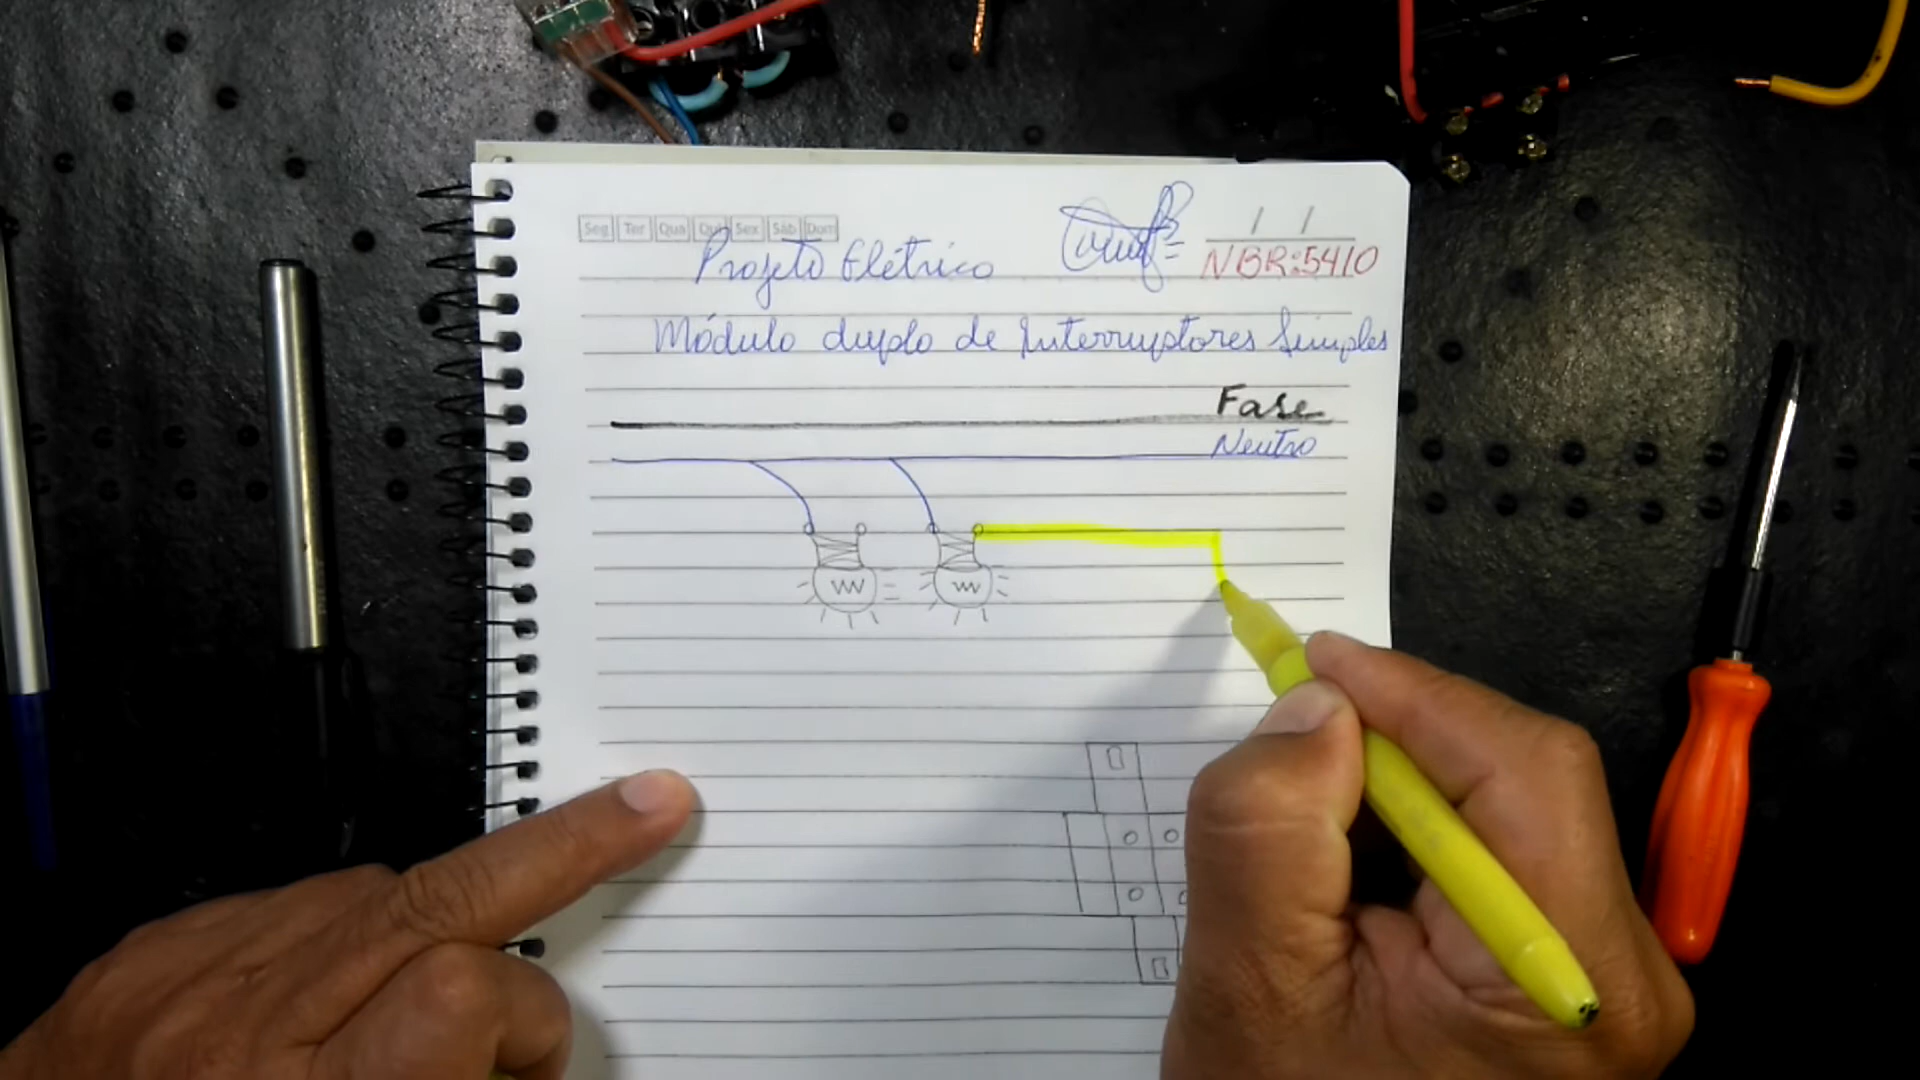 Seg Ter Qua Qui Sex Sáb Dom
/ /
Projeto Elétrico
NBR:5410
Módulo duplo de Interruptores Simples
Fase
Neutro